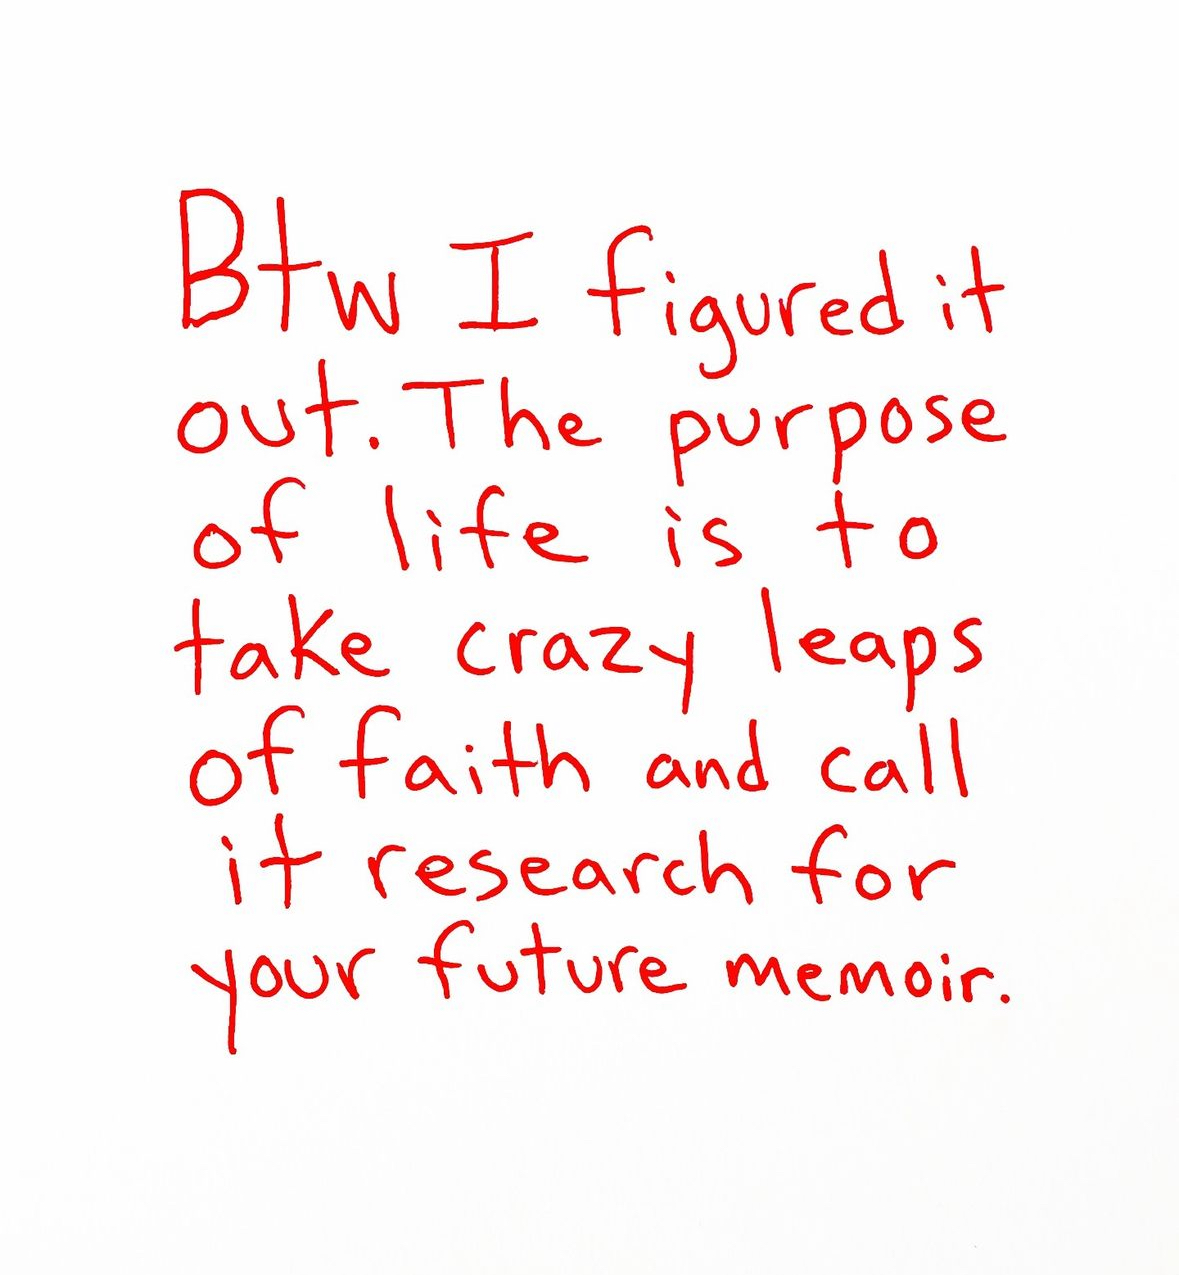 Btw I figured it
out. The purpose
of life is to
take crazy leaps
of faith and call
it research for
your future memoir.